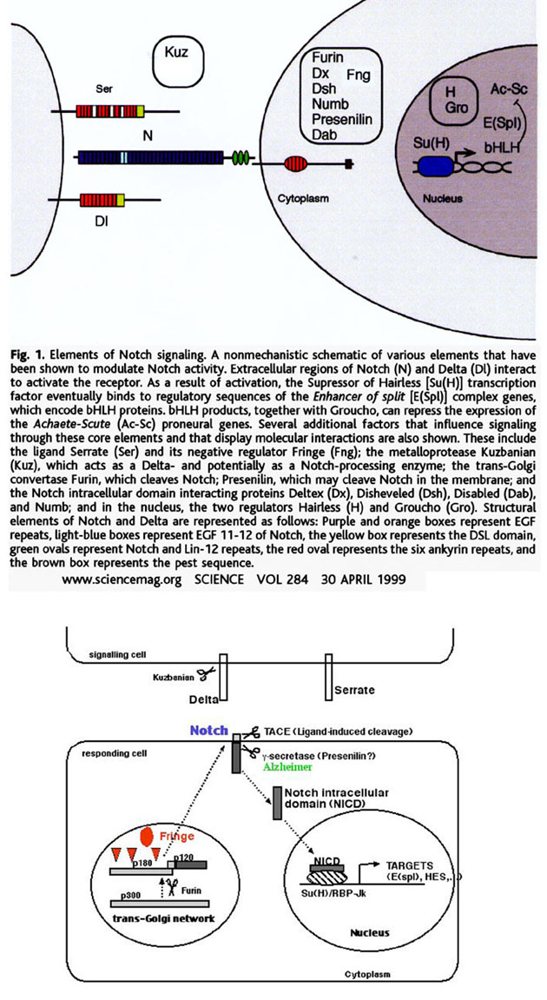 Kuz
Ser
N
Dl
Furin
Dx Fng
Dsh
Numb
Presenilin
Dab
Cytoplasm
H
Gro
Ac-Sc
E(Spl)
Su(H)
bHLH
Nucleus
Fig. 1. Elements of Notch signaling. A nonmechanistic schematic of various elements that have
been shown to modulate Notch activity. Extracellular regions of Notch (N) and Delta (Dl) interact
to activate the receptor. As a result of activation, the Supressor of Hairless [Su(H)] transcription
factor eventually binds to regulatory sequences of the Enhancer of split [E(Spl)] complex genes,
which encode bHLH proteins. bHLH products, together with Groucho, can repress the expression of
the Achaete-Scute (Ac-Sc) proneural genes. Several additional factors that influence signaling
through these core elements and that display molecular interactions are also shown. These include
the ligand Serrate (Ser) and its negative regulator Fringe (Fng); the metalloprotease Kuzbanian
(Kuz), which acts as a Delta- and potentially as a Notch-processing enzyme; the trans-Golgi
convertase Furin, which cleaves Notch; Presenilin, which may cleave Notch in the membrane; and
the Notch intracellular domain interacting proteins Deltex (Dx), Disheveled (Dsh), Disabled (Dab),
and Numb; and in the nucleus, the two regulators Hairless (H) and Groucho (Gro). Structural
elements of Notch and Delta are represented as follows: Purple and orange boxes represent EGF
repeats, light-blue boxes represent EGF 11-12 of Notch, the yellow box represents the DSL domain,
green ovals represent Notch and Lin-12 repeats, the red oval represents the six ankyrin repeats, and
the brown box represents the pest sequence.
www.sciencemag.org SCIENCE VOL 284 30 APRIL 1999
signalling cell
Kuzbanian
Delta
Serrate
Notch
TACE (Ligand-induced cleavage)
responding cell
γ-secretase (Presenilin?)
Alzheimer
Notch intracellular
domain (NICD)
Fringe
p180
p120
p300
Furin
trans-Golgi network
NICD
TARGETS
(E(spl), HES,...)
Su(H)/RBP-Jk
Nucleus
Cytoplasm